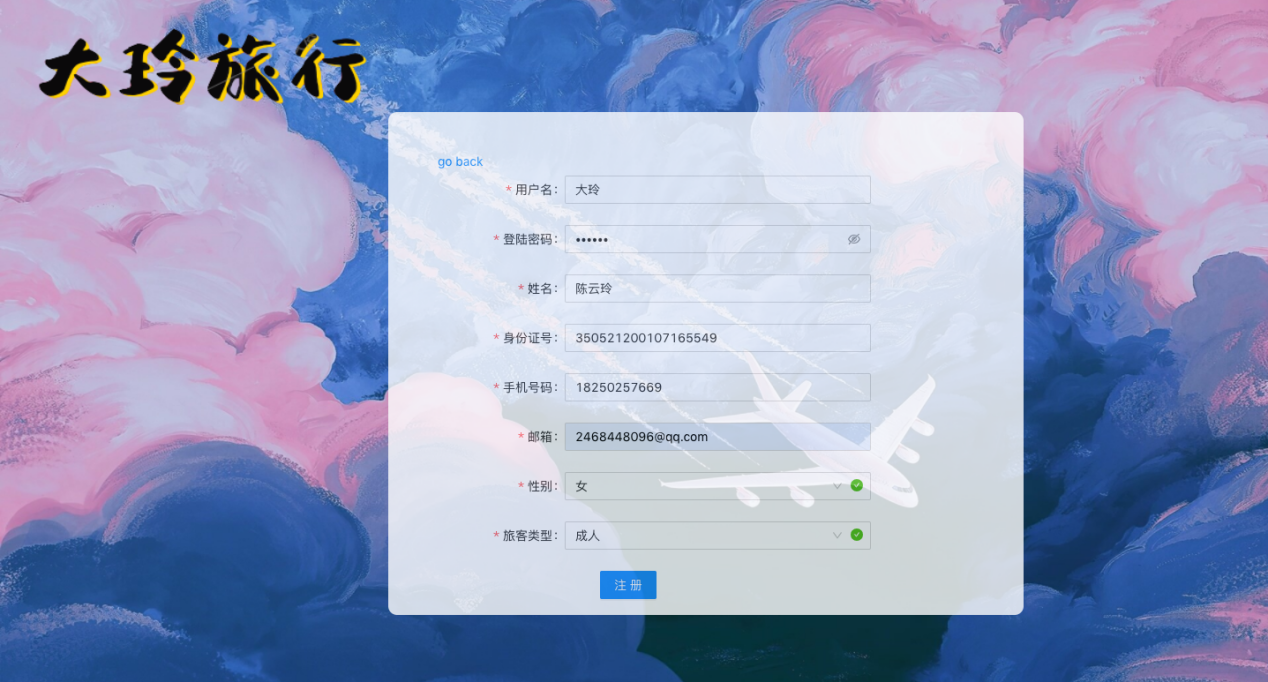 大玲旅行
go back
* 用户名: 大玲
* 登陆密码: ••••••
* 姓名: 陈云玲
* 身份证号: 350521200107165549
* 手机号码: 18250257669
* 邮箱: 2468448096@qq.com
* 性别: 女
* 旅客类型: 成人
注 册